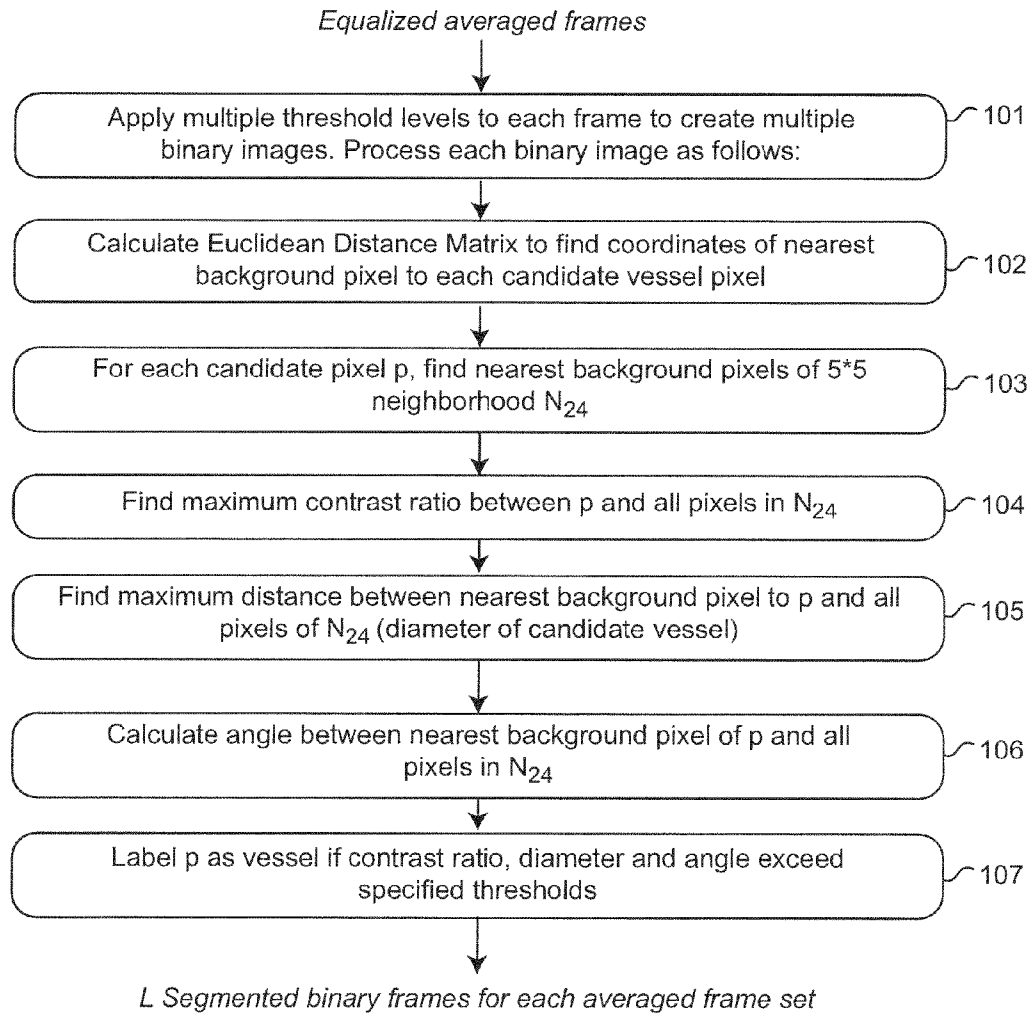 Equalized averaged frames
Apply multiple threshold levels to each frame to create multiple
binary images. Process each binary image as follows:
101
Calculate Euclidean Distance Matrix to find coordinates of nearest
background pixel to each candidate vessel pixel
102
For each candidate pixel p, find nearest background pixels of 5*5
neighborhood N24
103
Find maximum contrast ratio between p and all pixels in N24
104
Find maximum distance between nearest background pixel to p and all
pixels of N24 (diameter of candidate vessel)
105
Calculate angle between nearest background pixel of p and all
pixels in N24
106
Label p as vessel if contrast ratio, diameter and angle exceed
specified thresholds
107
L Segmented binary frames for each averaged frame set